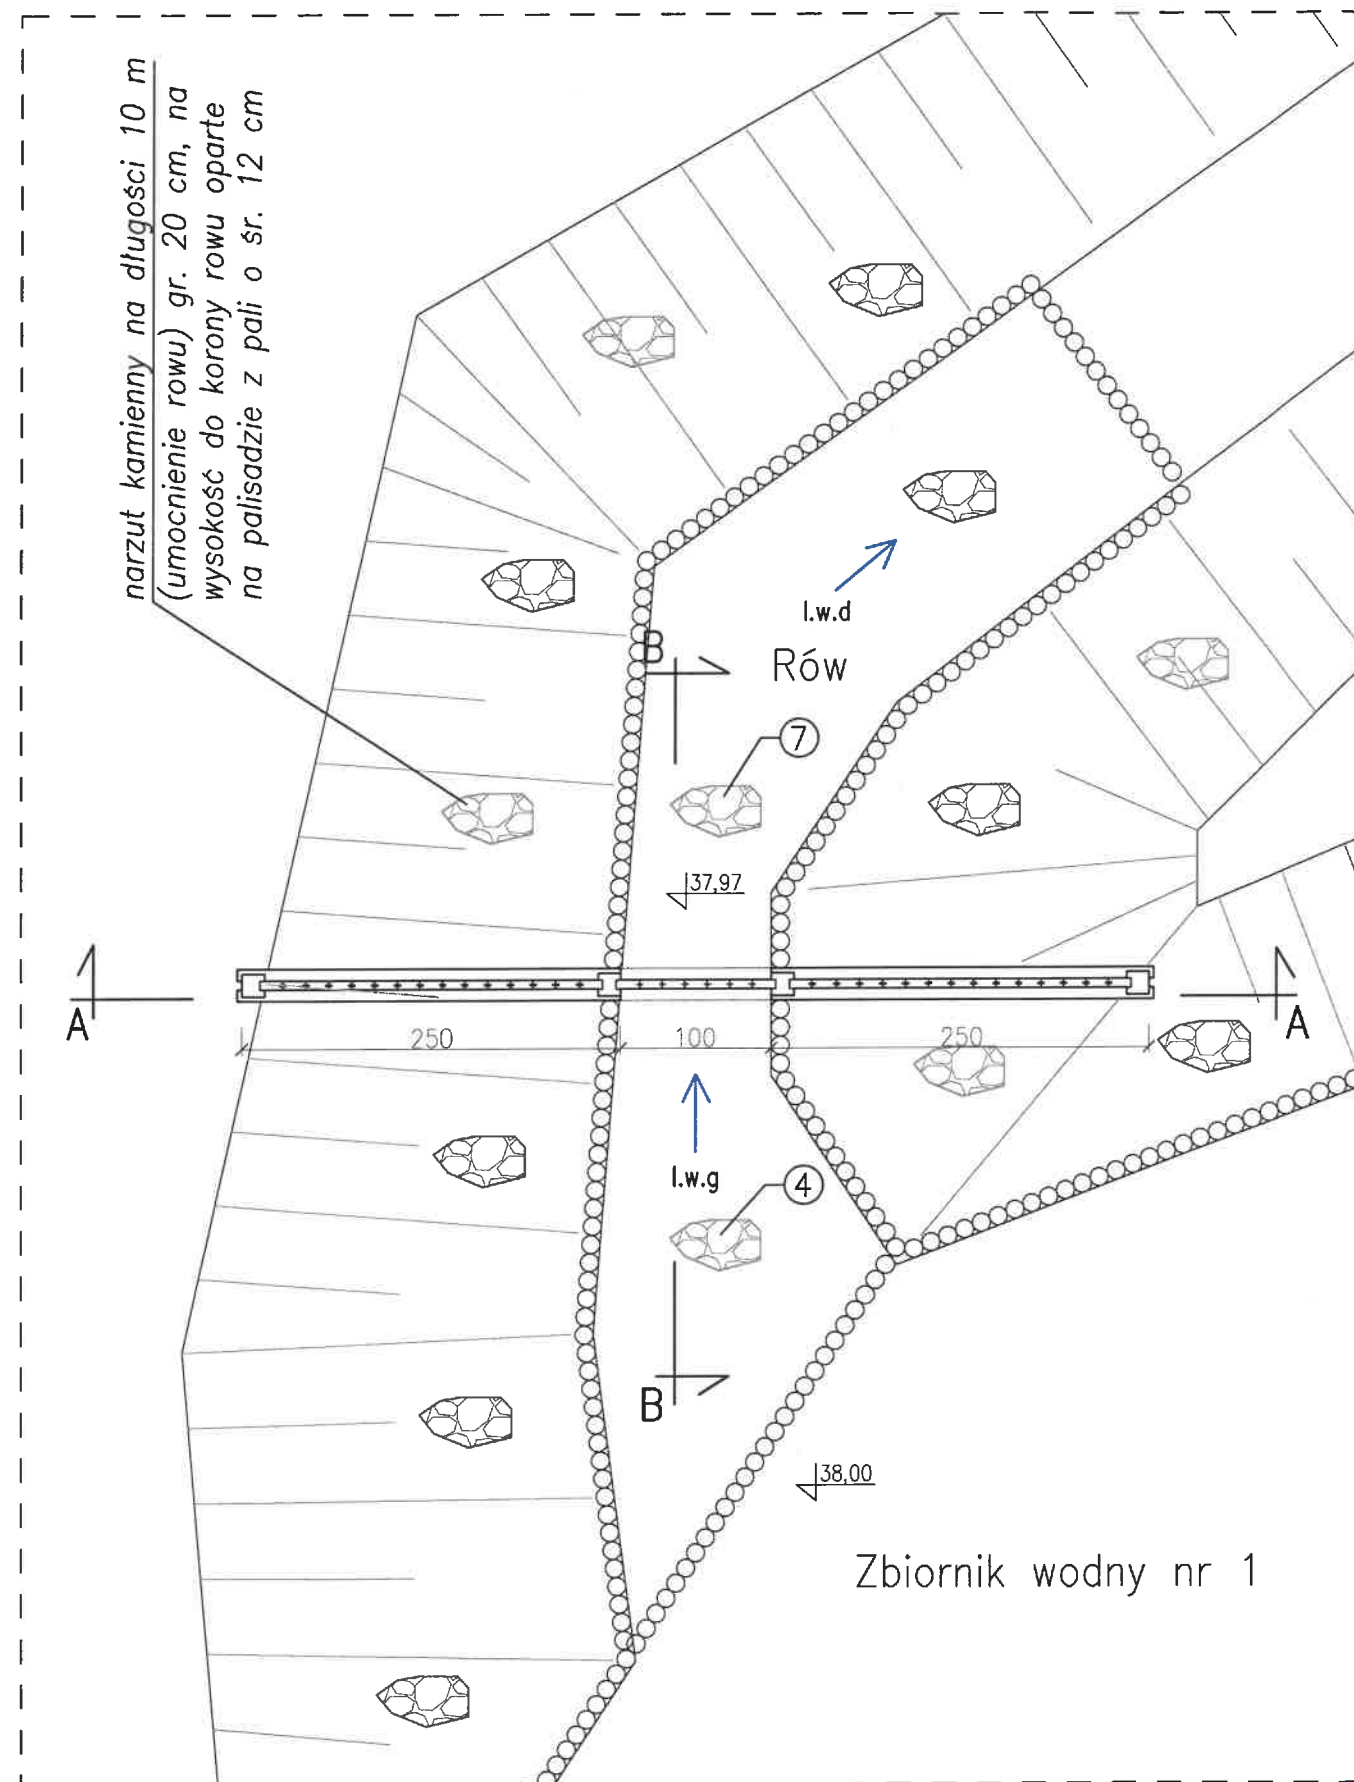 narzut kamienny na długości 10 m
(umocnienie rowu) gr. 20 cm, na
wysokość do korony rowu oparte
na palisadzie z pali o śr. 12 cm
l.w.d
B
Rów
7
37,97
A
A
250
100
250
l.w.g
4
B
38,00
Zbiornik wodny nr 1